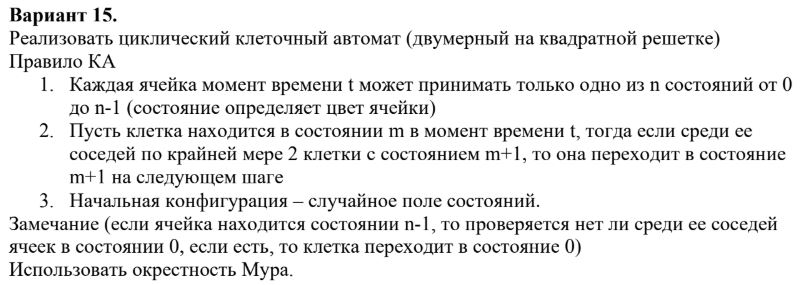 Вариант 15.
Реализовать циклический клеточный автомат (двумерный на квадратной решетке)
Правило КА
1. Каждая ячейка момент времени t может принимать только одно из n состояний от 0
до n-1 (состояние определяет цвет ячейки)
2. Пусть клетка находится в состоянии m в момент времени t, тогда если среди ее
соседей по крайней мере 2 клетки с состоянием m+1, то она переходит в состояние
m+1 на следующем шаге
3. Начальная конфигурация – случайное поле состояний.
Замечание (если ячейка находится состоянии n-1, то проверяется нет ли среди ее соседей
ячеек в состоянии 0, если есть, то клетка переходит в состояние 0)
Использовать окрестность Мура.